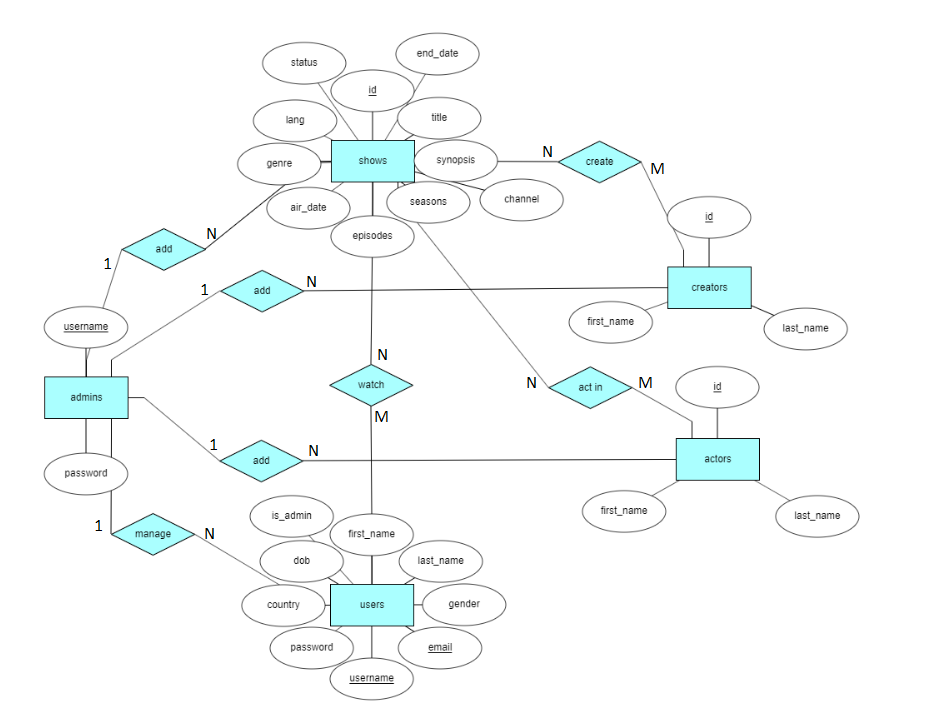 end_date
status
id
title
lang
N
create
synopsis
shows
genre
M
channel
seasons
air_date
id
N
episodes
add
1
N
1
add
creators
first_name
username
last_name
N
watch
N
act in
M
id
admins
M
1
N
add
actors
password
first_name
last_name
is_admin
1
manage
N
first_name
dob
last_name
country
users
gender
password
email
username